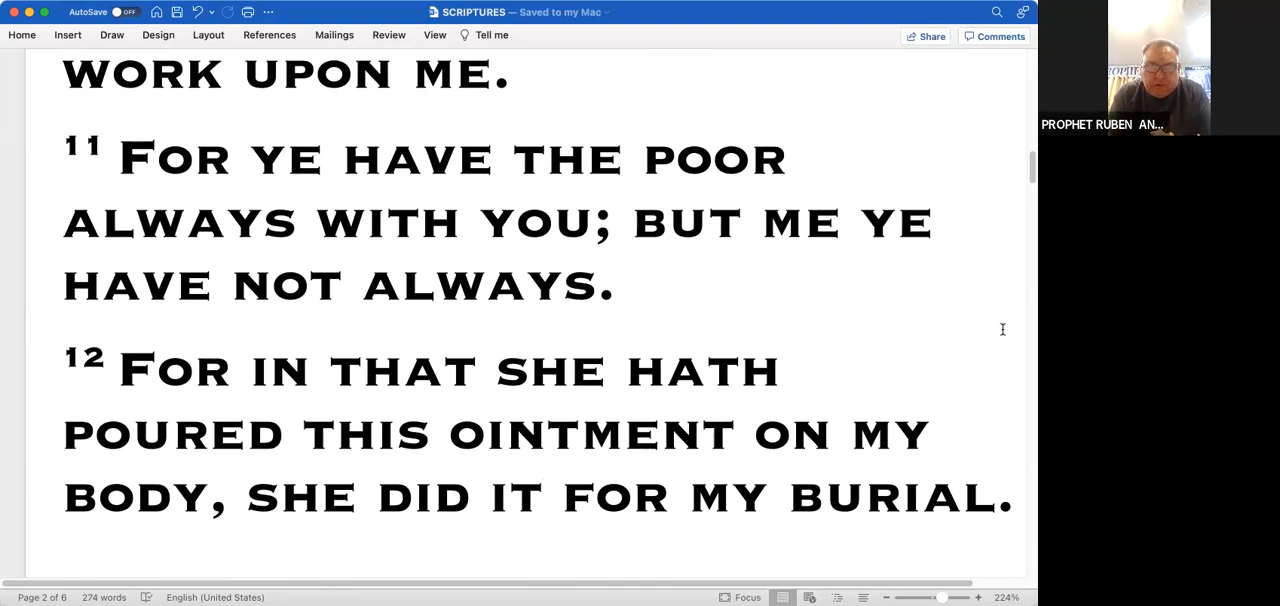 AutoSave OFF
SCRIPTURES — Saved to my Mac
Home Insert Draw Design Layout References Mailings Review View Tell me Share Comments
WORK UPON ME.
11 FOR YE HAVE THE POOR
ALWAYS WITH YOU; BUT ME YE
HAVE NOT ALWAYS.
12 FOR IN THAT SHE HATH
POURED THIS OINTMENT ON MY
BODY, SHE DID IT FOR MY BURIAL.
Page 2 of 6 274 words English (United States) Focus 224%
PROPHET RUBEN AN...